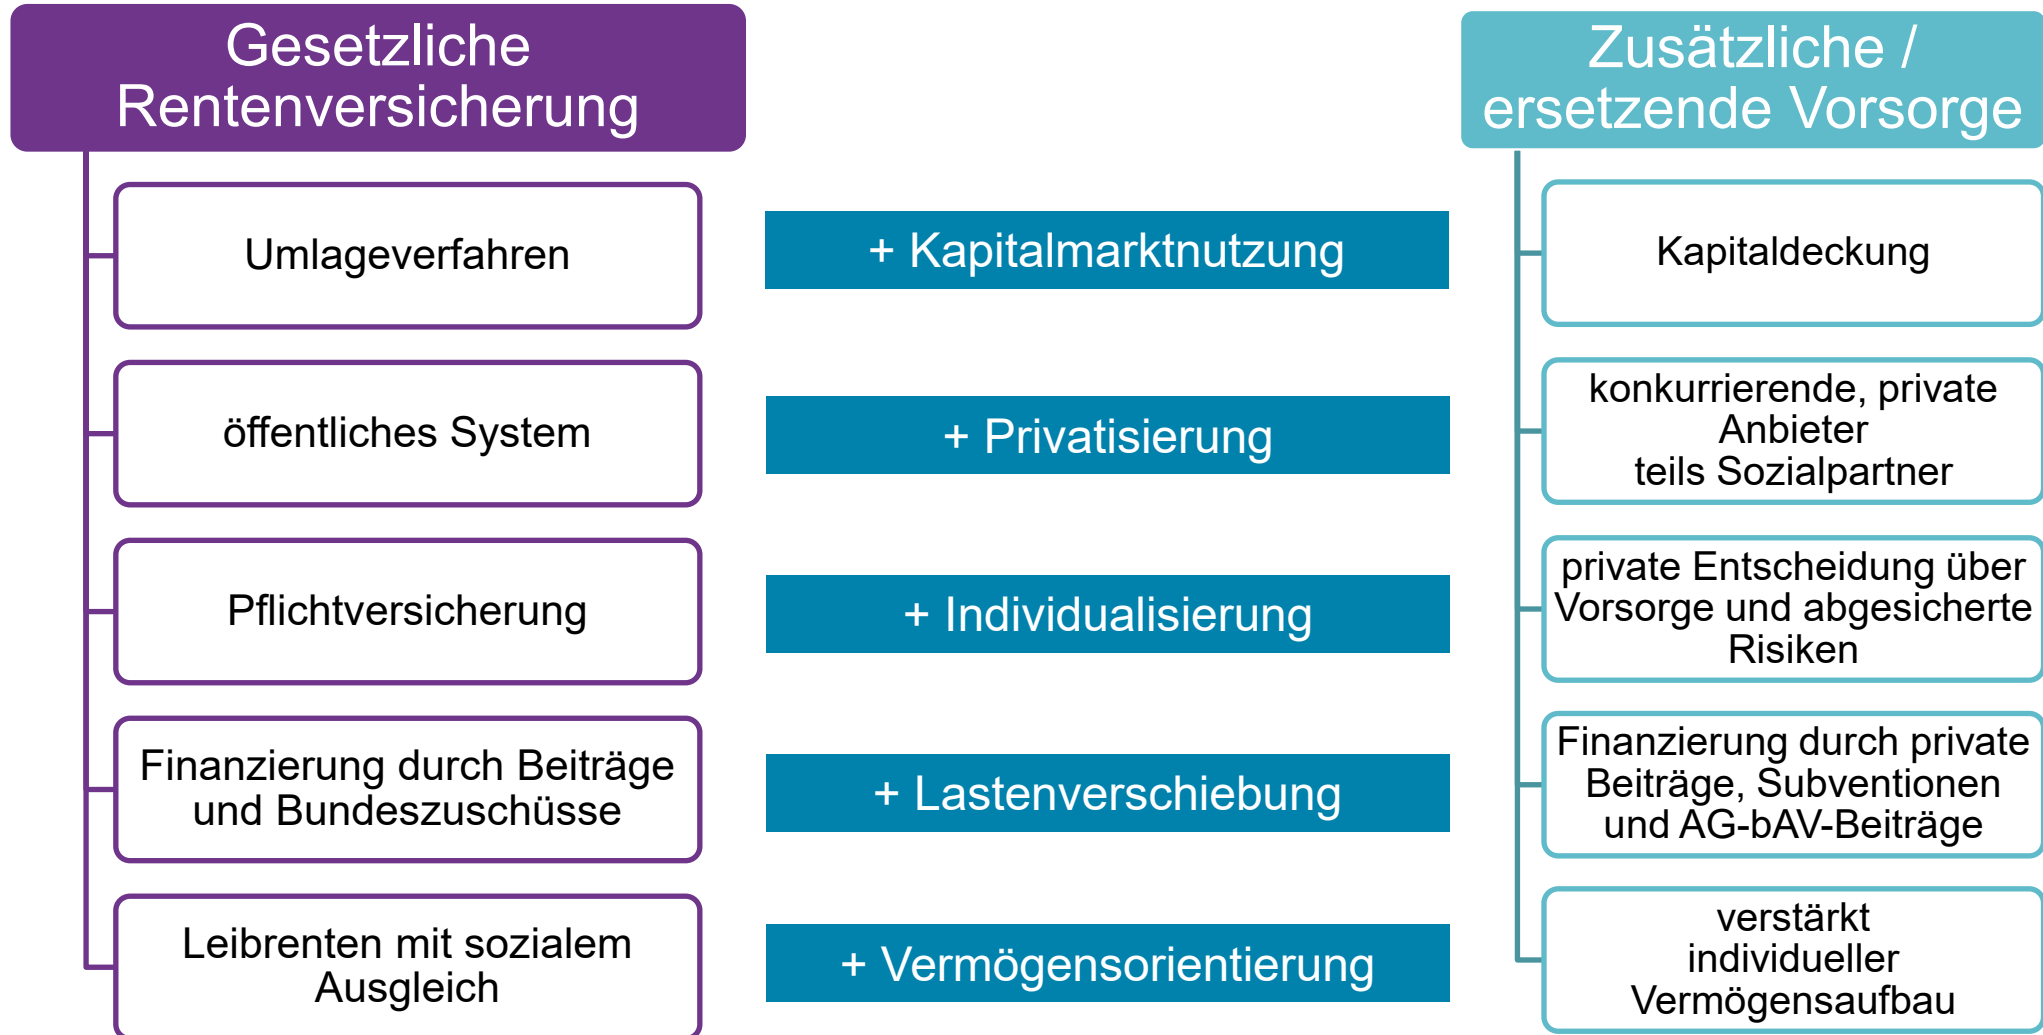 Gesetzliche
Rentenversicherung
Zusätzliche /
ersetzende Vorsorge
Umlageverfahren
+ Kapitalmarktnutzung
Kapitaldeckung
öffentliches System
+ Privatisierung
konkurrierende, private
Anbieter
teils Sozialpartner
Pflichtversicherung
+ Individualisierung
private Entscheidung über
Vorsorge und abgesicherte
Risiken
Finanzierung durch Beiträge
und Bundeszuschüsse
+ Lastenverschiebung
Finanzierung durch private
Beiträge, Subventionen
und AG-bAV-Beiträge
Leibrenten mit sozialem
Ausgleich
+ Vermögensorientierung
verstärkt
individueller
Vermögensaufbau